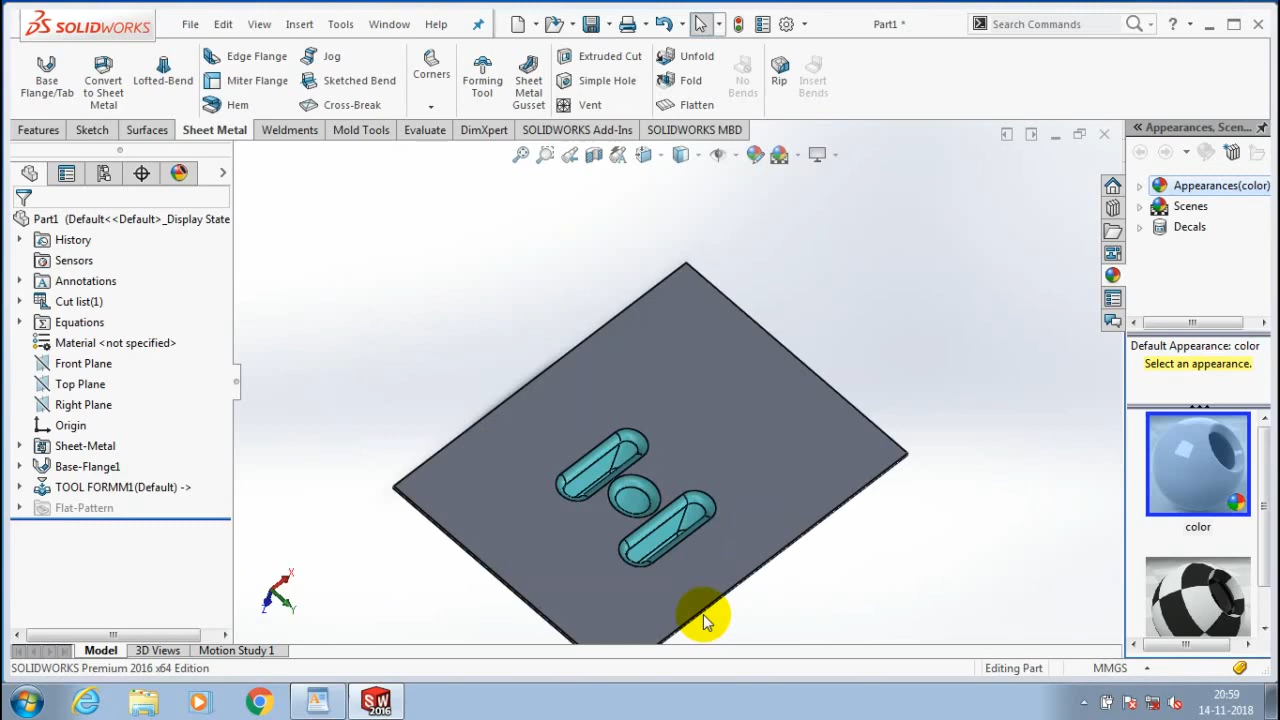 SOLIDWORKS File Edit View Insert Tools Window Help Part1 * Search Commands ?
Base Flange/Tab Convert to Sheet Metal Lofted-Bend Edge Flange Miter Flange Hem Jog Sketched Bend Cross-Break Corners Forming Tool Sheet Metal Gusset Extruded Cut Simple Hole Vent Unfold Fold Flatten No Bends Rip Insert Bends
Features Sketch Surfaces Sheet Metal Weldments Mold Tools Evaluate DimXpert SOLIDWORKS Add-Ins SOLIDWORKS MBD
Appearances, Scen...
Appearances(color)
Scenes
Decals
Part1 (Default<<Default>_Display State
History
Sensors
Annotations
Cut list(1)
Equations
Material <not specified>
Front Plane
Top Plane
Right Plane
Origin
Sheet-Metal
Base-Flange1
TOOL FORMM1(Default) ->
Flat-Pattern
Default Appearance: color
Select an appearance.
color
X
Y
Z
Model 3D Views Motion Study 1
SOLIDWORKS Premium 2016 x64 Edition Editing Part MMGS
SW
2016
20:59
14-11-2018